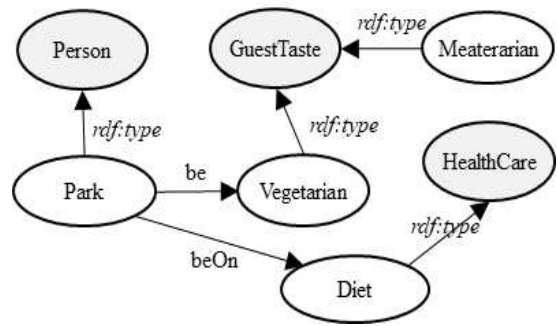 Person
GuestTaste
rdf:type
Meaterarian
rdf:type
rdf:type
HealthCare
Park
be
Vegetarian
rdf:type
beOn
Diet